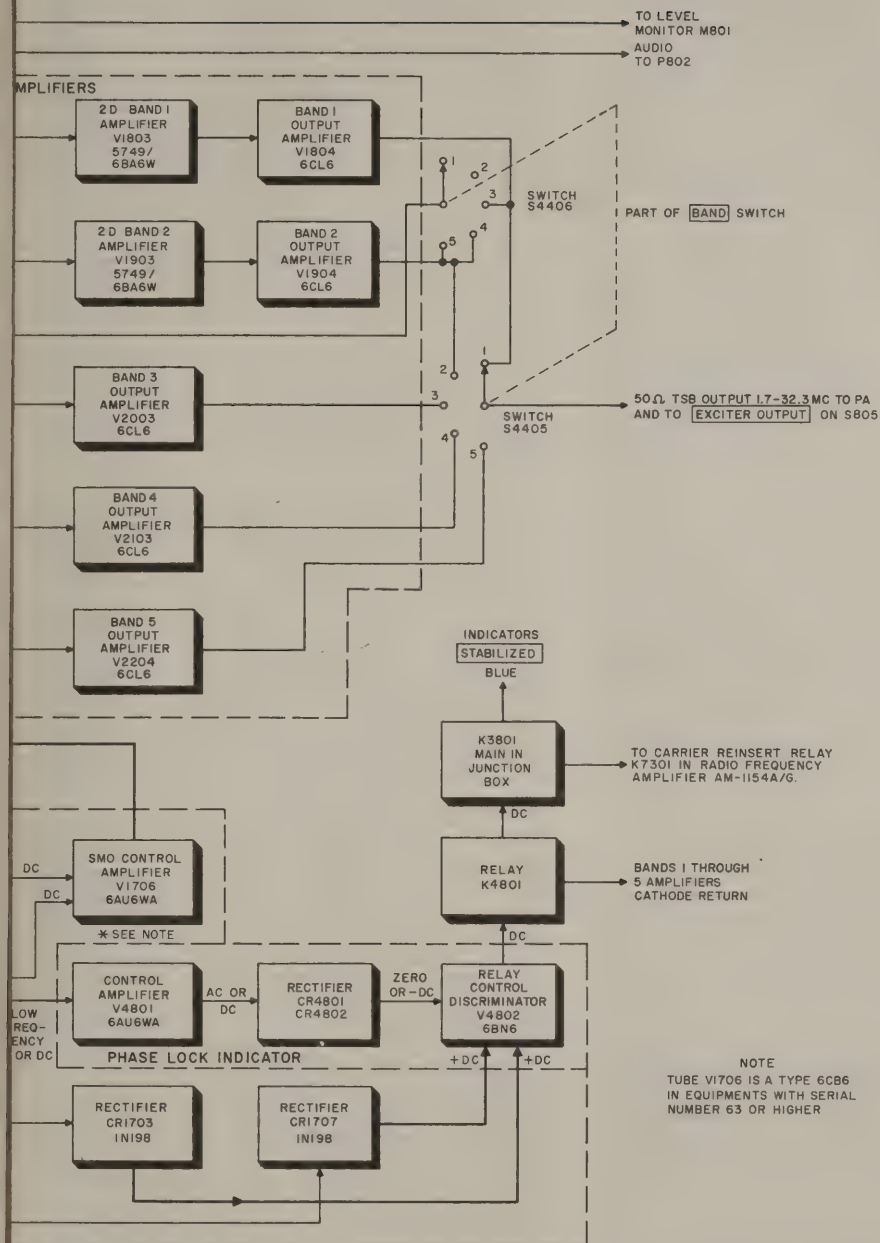 TO LEVEL
MONITOR M801
AUDIO
TO P802
MPLIFIERS
2D BAND 1
AMPLIFIER
V1803
5749/
6BA6W
BAND 1
OUTPUT
AMPLIFIER
V1804
6CL6
1
2
3
4
5
SWITCH
S4406
PART OF BAND SWITCH
2D BAND 2
AMPLIFIER
V1903
5749/
6BA6W
BAND 2
OUTPUT
AMPLIFIER
V1904
6CL6
1
2
3
4
5
SWITCH
S4405
50Ω TSB OUTPUT 1.7-32.3 MC TO PA
AND TO EXCITER OUTPUT ON S805
BAND 3
OUTPUT
AMPLIFIER
V2003
6CL6
BAND 4
OUTPUT
AMPLIFIER
V2103
6CL6
BAND 5
OUTPUT
AMPLIFIER
V2204
6CL6
INDICATORS
STABILIZED
BLUE
K3801
MAIN IN
JUNCTION
BOX
TO CARRIER REINSERT RELAY
K7301 IN RADIO FREQUENCY
AMPLIFIER AM-1154A/G.
DC
RELAY
K4801
BANDS 1 THROUGH
5 AMPLIFIERS
CATHODE RETURN
DC
DC
DC
SMO CONTROL
AMPLIFIER
V1706
6AU6WA
* SEE NOTE
LOW
REQ-
ENCY
OR DC
CONTROL
AMPLIFIER
V4801
6AU6WA
AC OR
DC
RECTIFIER
CR4801
CR4802
ZERO
OR-DC
RELAY
CONTROL
DISCRIMINATOR
V4802
6BN6
PHASE LOCK INDICATOR
+DC
+DC
RECTIFIER
CR1703
IN198
RECTIFIER
CR1707
IN198
NOTE
TUBE V1706 IS A TYPE 6CB6
IN EQUIPMENTS WITH SERIAL
NUMBER 63 OR HIGHER